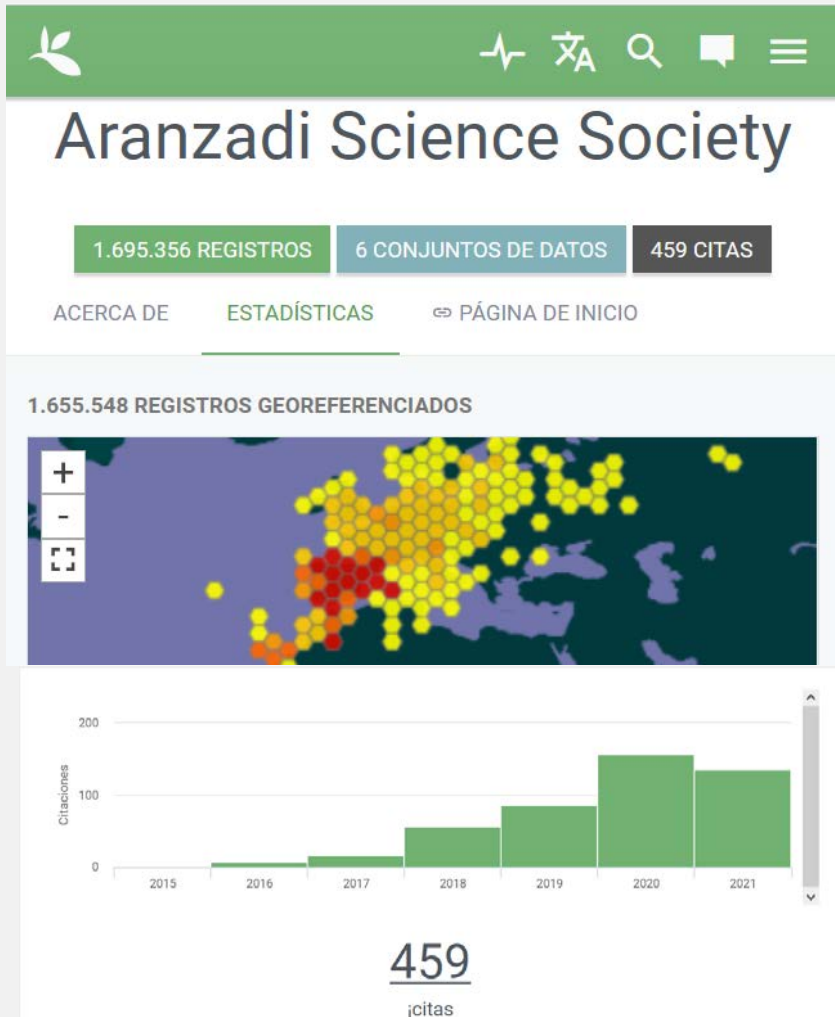 Aranzadi Science Society
1.695.356 REGISTROS 6 CONJUNTOS DE DATOS 459 CITAS
ACERCA DE ESTADÍSTICAS PÁGINA DE INICIO
1.655.548 REGISTROS GEOREFERENCIADOS
+
-
Citaciones
200
100
0
2015 2016 2017 2018 2019 2020 2021
459
¡citas